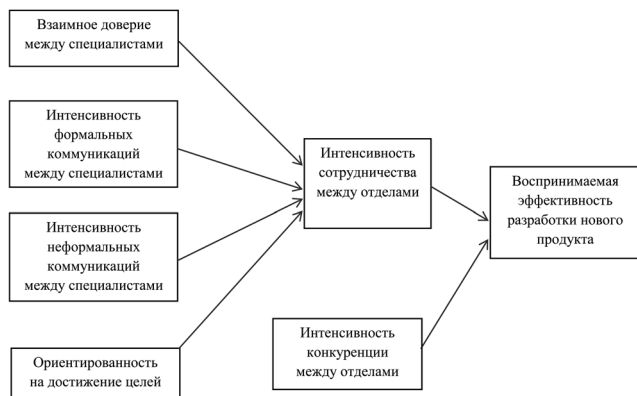 Взаимное доверие
между специалистами
Интенсивность
формальных
коммуникаций
между специалистами
Интенсивность
неформальных
коммуникаций
между специалистами
Ориентированность
на достижение целей
Интенсивность
сотрудничества
между отделами
Интенсивность
конкуренции
между отделами
Воспринимаемая
эффективность
разработки нового
продукта